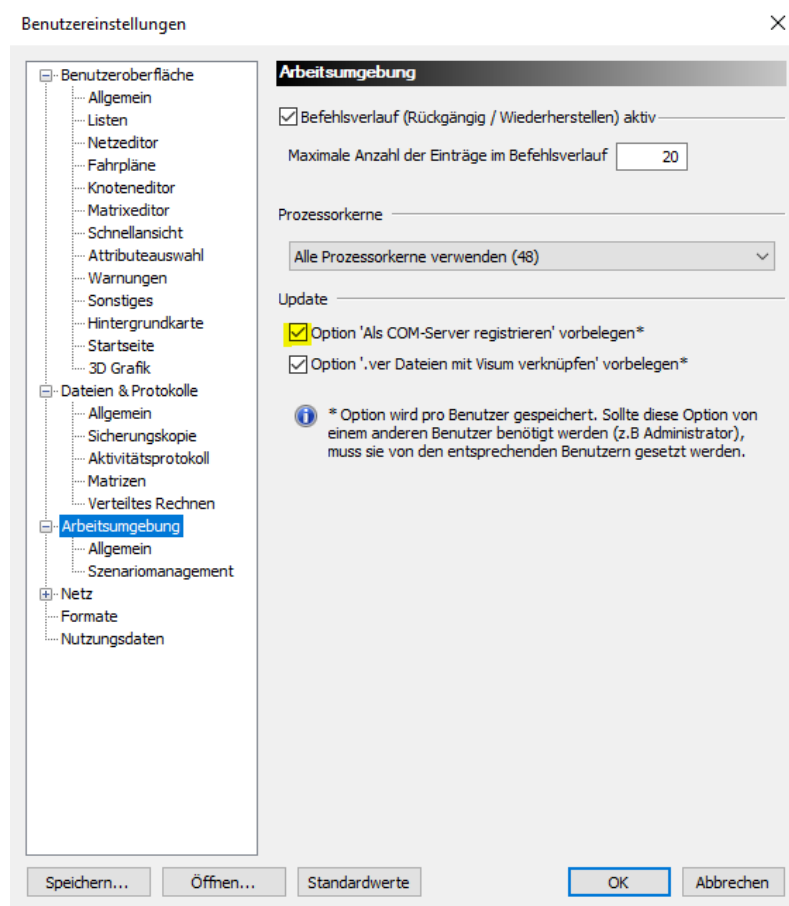 Benutzereinstellungen
Benutzeroberfläche
Allgemein
Listen
Netzeditor
Fahrpläne
Knoteneditor
Matrixeditor
Schnellansicht
Attributeauswahl
Warnungen
Sonstiges
Hintergrundkarte
Startseite
3D Grafik
Dateien & Protokolle
Allgemein
Sicherungskopie
Aktivitätsprotokoll
Matrizen
Verteiltes Rechnen
Arbeitsumgebung
Allgemein
Szenariomanagement
Netz
Formate
Nutzungsdaten
Arbeitsumgebung
Befehlsverlauf (Rückgängig / Wiederherstellen) aktiv
Maximale Anzahl der Einträge im Befehlsverlauf 20
Prozessorkerne
Alle Prozessorkerne verwenden (48)
Update
Option 'Als COM-Server registrieren' vorbelegen*
Option '.ver Dateien mit Visum verknüpfen' vorbelegen*
* Option wird pro Benutzer gespeichert. Sollte diese Option von
einem anderen Benutzer benötigt werden (z.B Administrator),
muss sie von den entsprechenden Benutzern gesetzt werden.
Speichern... Öffnen... Standardwerte OK Abbrechen